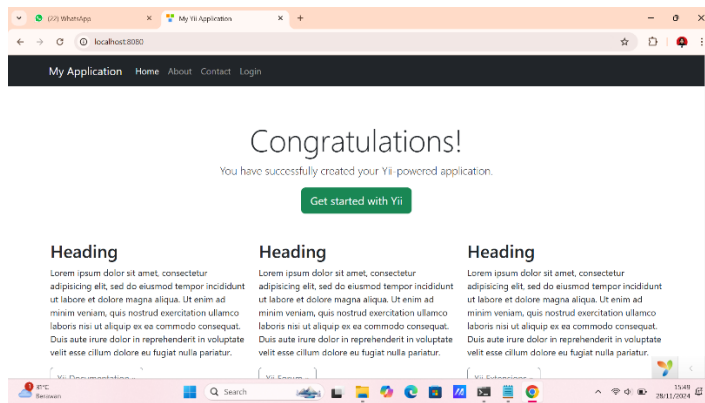 (22) WhatsApp
My Yii Application
localhost:8080
My Application Home About Contact Login
Congratulations!
You have successfully created your Yii-powered application.
Get started with Yii
Heading
Lorem ipsum dolor sit amet, consectetur
adipisicing elit, sed do eiusmod tempor incididunt
ut labore et dolore magna aliqua. Ut enim ad
minim veniam, quis nostrud exercitation ullamco
laboris nisi ut aliquip ex ea commodo consequat.
Duis aute irure dolor in reprehenderit in voluptate
velit esse cillum dolore eu fugiat nulla pariatur.
Yii Documentation »
Heading
Lorem ipsum dolor sit amet, consectetur
adipisicing elit, sed do eiusmod tempor incididunt
ut labore et dolore magna aliqua. Ut enim ad
minim veniam, quis nostrud exercitation ullamco
laboris nisi ut aliquip ex ea commodo consequat.
Duis aute irure dolor in reprehenderit in voluptate
velit esse cillum dolore eu fugiat nulla pariatur.
Yii Forum »
Heading
Lorem ipsum dolor sit amet, consectetur
adipisicing elit, sed do eiusmod tempor incididunt
ut labore et dolore magna aliqua. Ut enim ad
minim veniam, quis nostrud exercitation ullamco
laboris nisi ut aliquip ex ea commodo consequat.
Duis aute irure dolor in reprehenderit in voluptate
velit esse cillum dolore eu fugiat nulla pariatur.
Yii Extensions »
Berawan
Search
15:49
28/11/2024